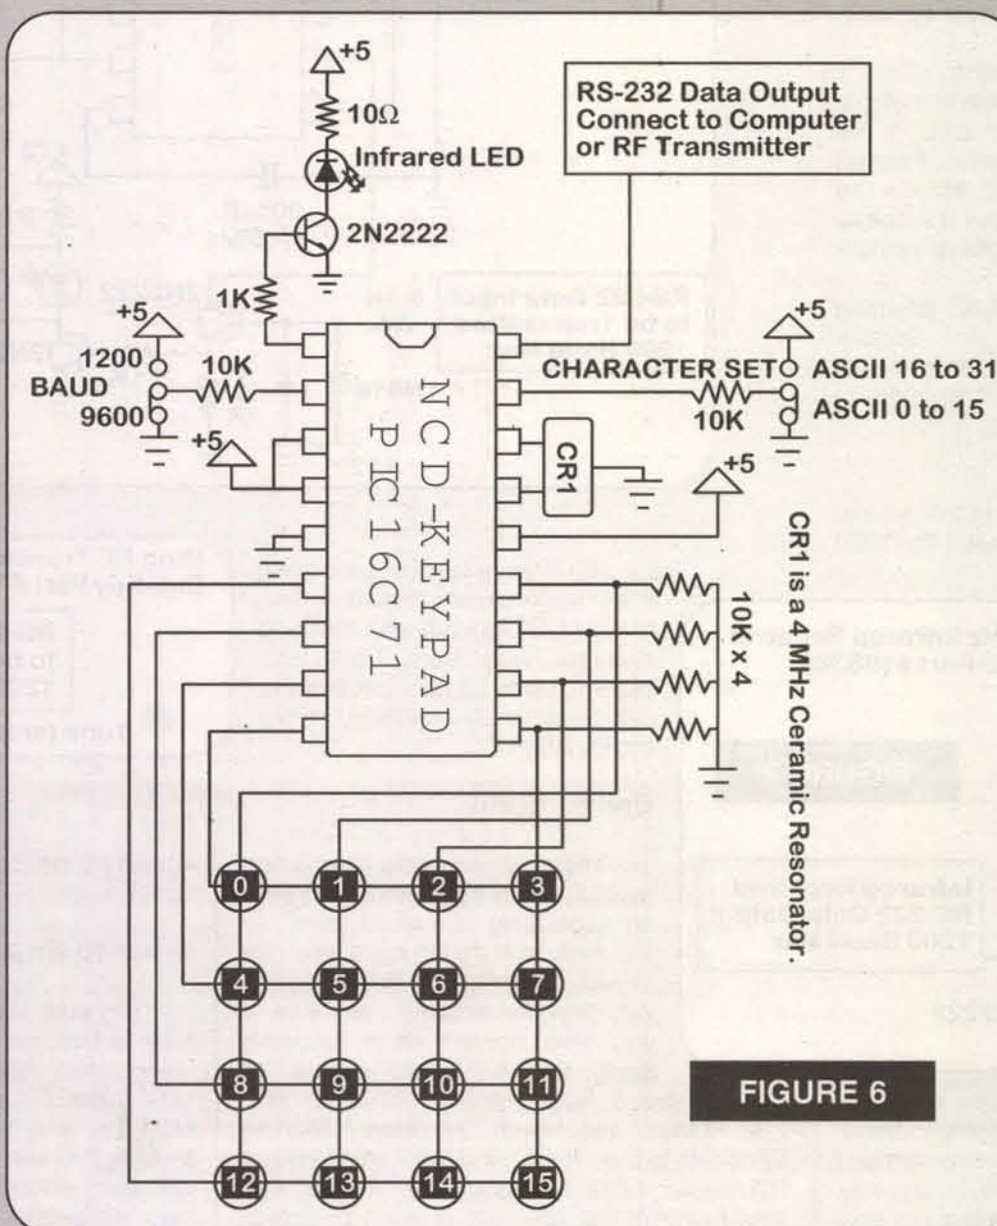 +5
10Ω
Infrared LED
2N2222
1K
RS-232 Data Output
Connect to Computer
or RF Transmitter
+5
1200
BAUD
9600
10K
+5
NCD-KEYPAD
PIC16C71
CHARACTER SET
10K
+5
ASCII 16 to 31
ASCII 0 to 15
CR1
+5
10K x 4
CR1 is a 4 MHz Ceramic Resonator.
0 1 2 3
4 5 6 7
8 9 10 11
12 13 14 15
FIGURE 6